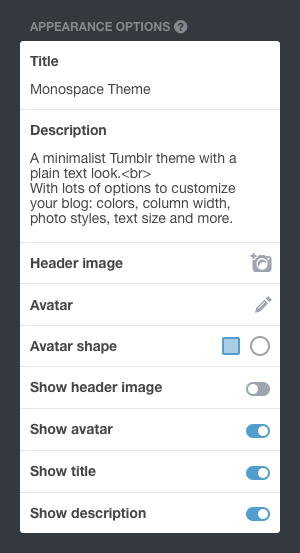 APPEARANCE OPTIONS ?
Title
Monospace Theme
Description
A minimalist Tumblr theme with a
plain text look.<br>
With lots of options to customize
your blog: colors, column width,
photo styles, text size and more.
Header image
Avatar
Avatar shape
Show header image
Show avatar
Show title
Show description